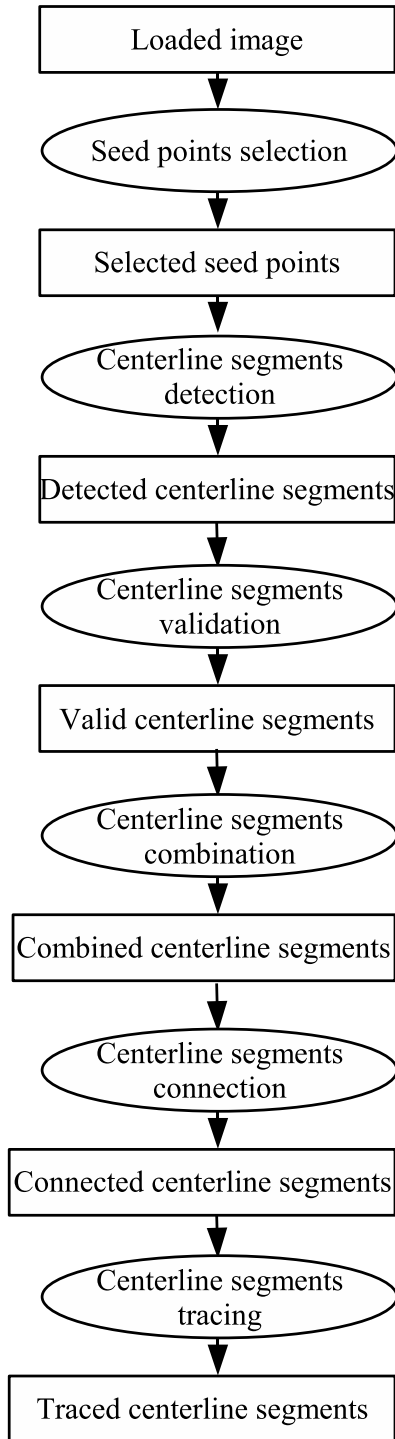 Loaded image
Seed points selection
Selected seed points
Centerline segments
detection
Detected centerline segments
Centerline segments
validation
Valid centerline segments
Centerline segments
combination
Combined centerline segments
Centerline segments
connection
Connected centerline segments
Centerline segments
tracing
Traced centerline segments